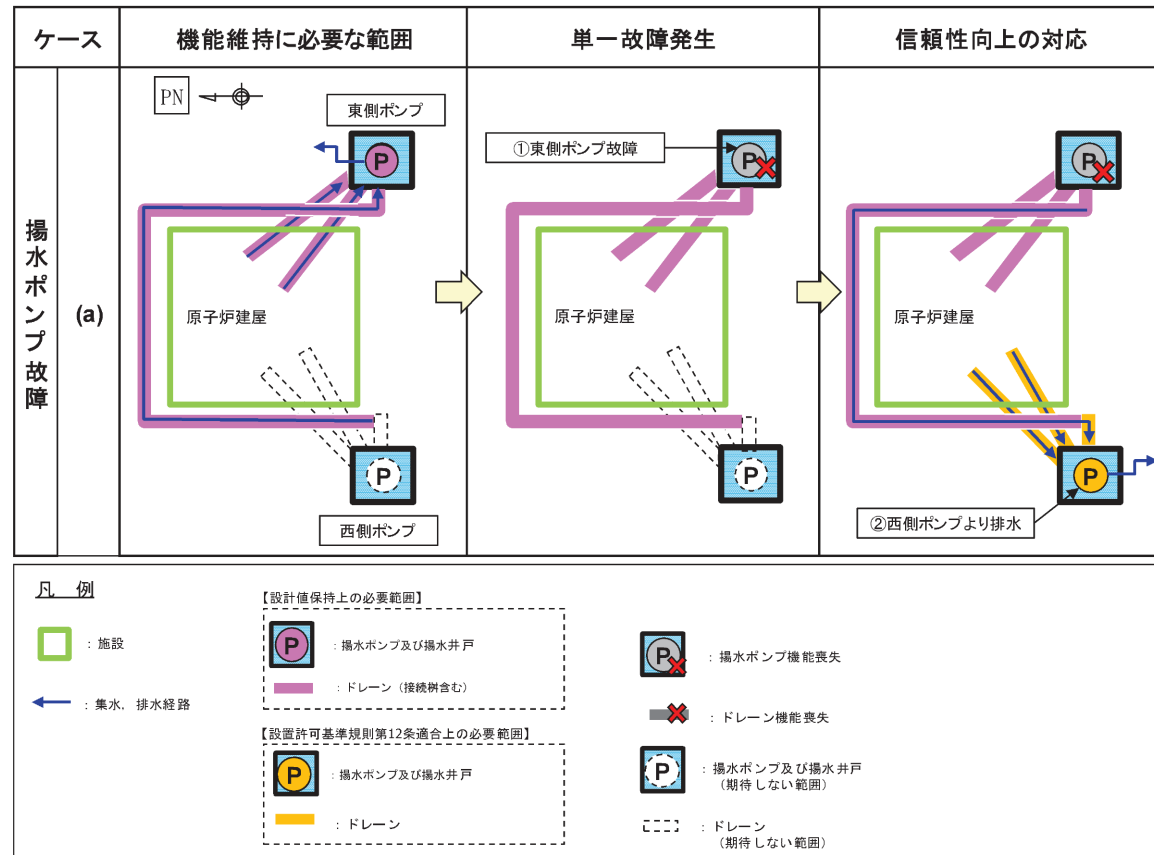 ケース
機能維持に必要な範囲
単一故障発生
信頼性向上の対応
揚水ポンプ故障
(a)
PN
東側ポンプ
P
原子炉建屋
P
西側ポンプ
①東側ポンプ故障
P
原子炉建屋
P
P
原子炉建屋
P
②西側ポンプより排水
凡 例
：施設
：集水，排水経路
【設計値保持上の必要範囲】
P
：揚水ポンプ及び揚水井戸
：ドレーン（接続桝含む）
【設置許可基準規則第12条適合上の必要範囲】
P
：揚水ポンプ及び揚水井戸
：ドレーン
P
：揚水ポンプ機能喪失
：ドレーン機能喪失
P
：揚水ポンプ及び揚水井戸
（期待しない範囲）
：ドレーン
（期待しない範囲）